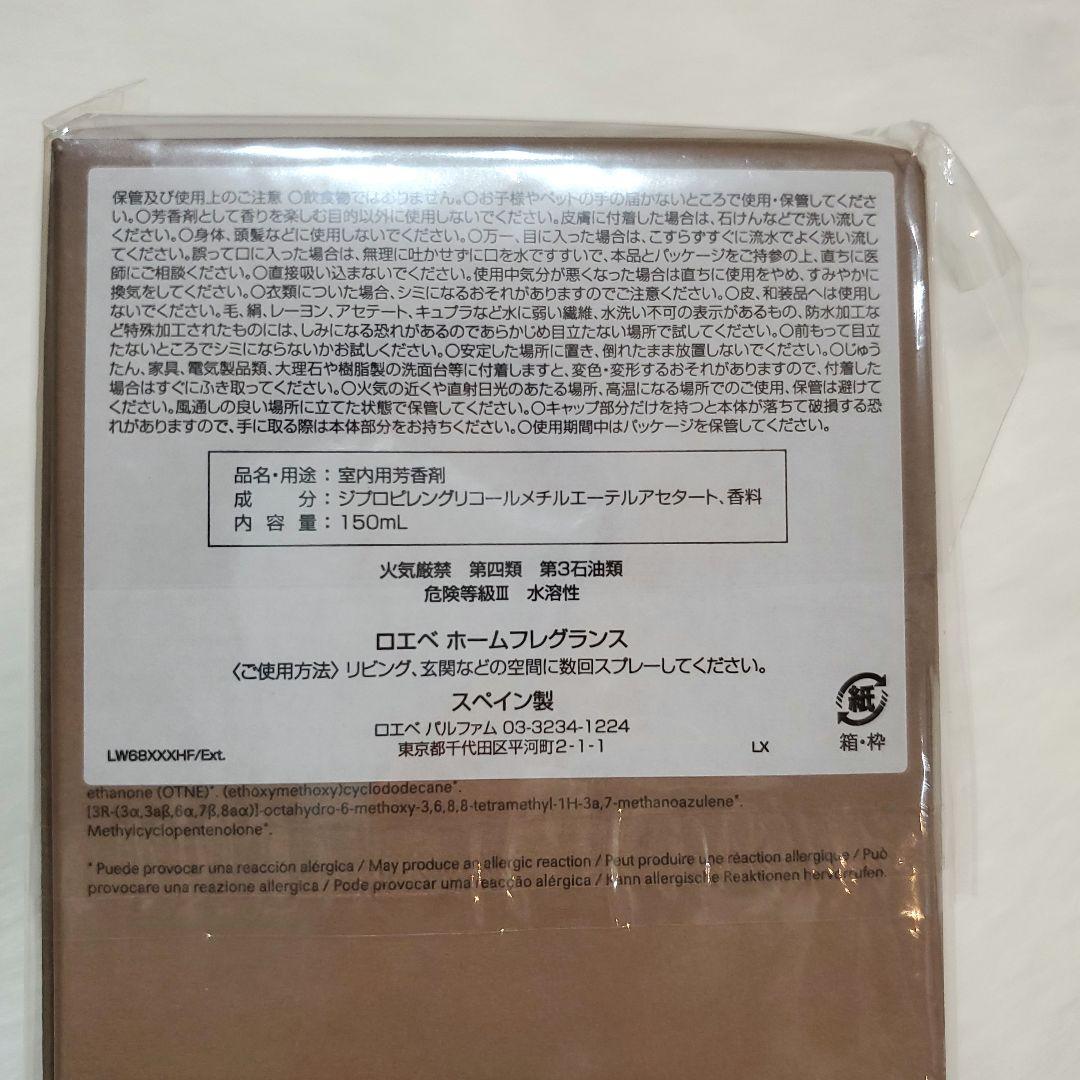 保管及び使用上のご注意 〇飲食物ではありません。〇お子様やペットの手の届かないところで使用・保管してくださ
い。〇芳香剤として香りを楽しむ目的以外に使用しないでください。皮膚に付着した場合は、石けんなどで洗い流して
ください。〇身体、頭髪などに使用しないでください。〇万一、目に入った場合は、こすらずすぐに流水でよく洗い流し
てください。誤って口に入った場合は、無理に吐かせずに口を水ですすいで、本品とパッケージをご持参の上、直ちに医
師にご相談ください。〇直接吸い込まないでください。使用中気分が悪くなった場合は直ちに使用をやめ、すみやかに
換気をしてください。〇衣類についた場合、シミになるおそれがありますのでご注意ください。〇皮、和装品へは使用し
ないでください。毛、絹、レーヨン、アセテート、キュプラなど水に弱い繊維、水洗い不可の表示があるもの、防水加工な
ど特殊加工されたものには、しみになる恐れがあるのであらかじめ目立たない場所で試してください。〇前もって目立
たないところでシミにならないかお試しください。〇安定した場所に置き、倒れたまま放置しないでください。〇じゅう
たん、家具、電気製品類、大理石や樹脂製の洗面台等に付着しますと、変色・変形するおそれがありますので、付着した
場合はすぐにふき取ってください。〇火気の近くや直射日光のあたる場所、高温になる場所でのご使用、保管は避けて
ください。風通しの良い場所に立てた状態で保管してください。〇キャップ部分だけを持つと本体が落ちて破損する恐
れがありますので、手に取る際は本体部分をお持ちください。〇使用期間中はパッケージを保管してください。
品名・用途：室内用芳香剤
成 分：ジプロピレングリコールメチルエーテルアセタート、香料
内 容 量：150mL
火気厳禁 第四類 第3石油類
危険等級Ⅲ 水溶性
ロエベ ホームフレグランス
〈ご使用方法〉リビング、玄関などの空間に数回スプレーしてください。
スペイン製
ロエベ パルファム 03-3234-1224
東京都千代田区平河町2-1-1
紙
箱・枠
LW68XXXHF/Ext.
LX
ethanone (OTNE)*. (ethoxymethoxy)cyclododecane*.
[3R-(3α,3aβ,6α,7β,8aα)]-octahydro-6-methoxy-3,6,8,8-tetramethyl-1H-3a,7-methanoazulene*.
Methylcyclopentenolone*.
* Puede provocar una reacción alérgica / May produce an allergic reaction / Peut produire une réaction allergique / Può
provocare una reazione allergica / Pode provocar uma reacção alérgica / Kann allergische Reaktionen hervorrufen.